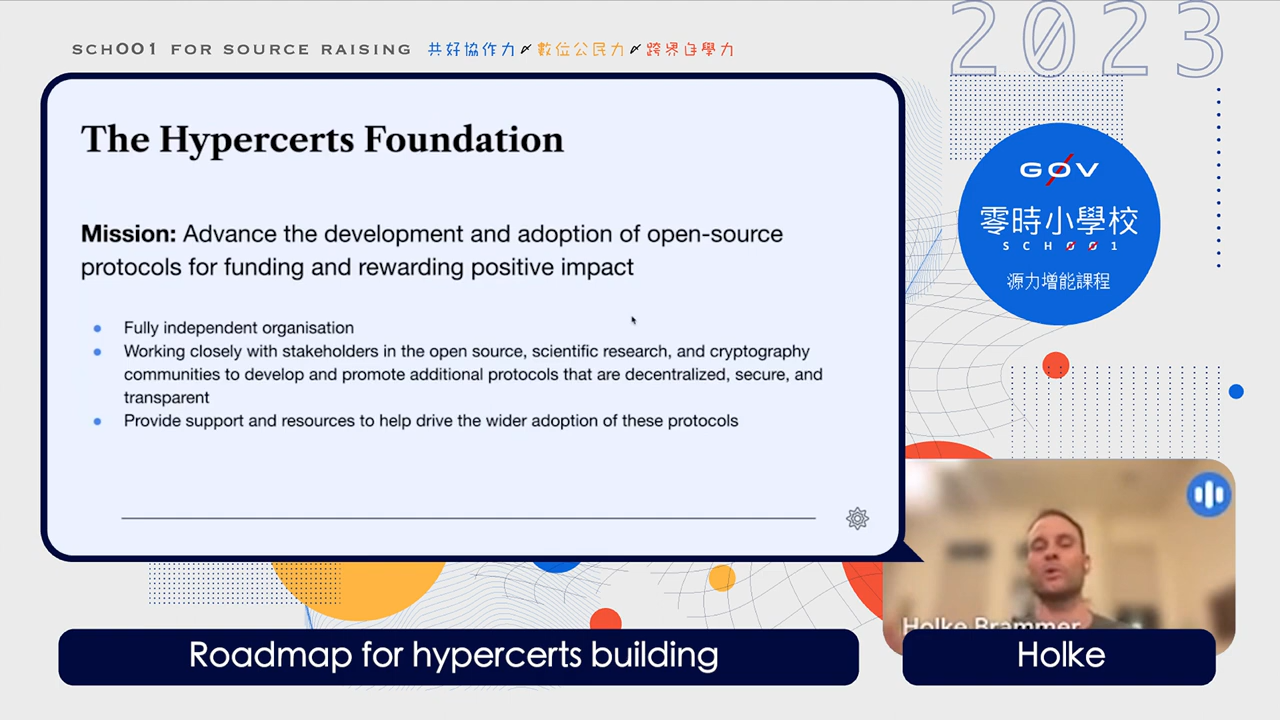 SCH001 FOR SOURCE RAISING 共好協作力 數位公民力 跨界自學力
2023
The Hypercerts Foundation
Mission: Advance the development and adoption of open-source
protocols for funding and rewarding positive impact
Fully independent organisation
Working closely with stakeholders in the open source, scientific research, and cryptography
communities to develop and promote additional protocols that are decentralized, secure, and
transparent
Provide support and resources to help drive the wider adoption of these protocols
G0V
零時小學校
SCH001
源力增能課程
Holke Brammer
Roadmap for hypercerts building
Holke